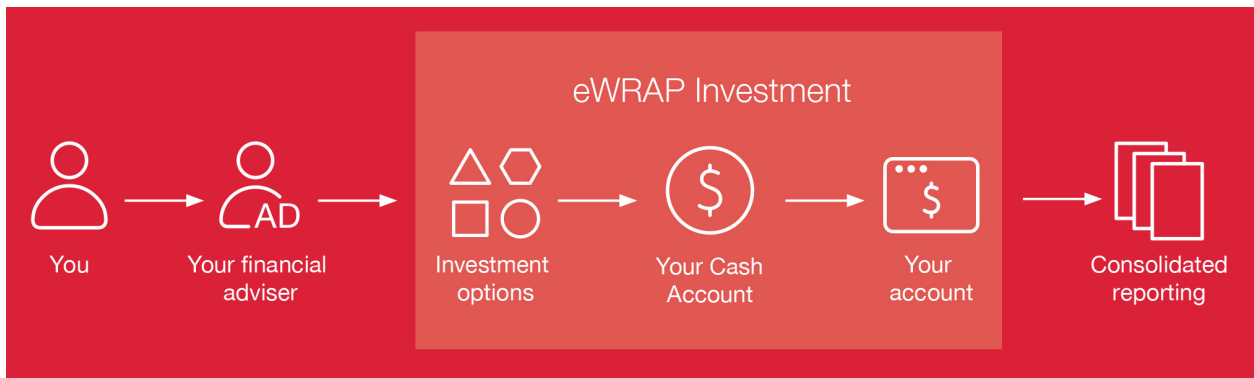 eWRAP Investment
AD
$
$
You
Your financial
adviser
Investment
options
Your Cash
Account
Your
account
Consolidated
reporting